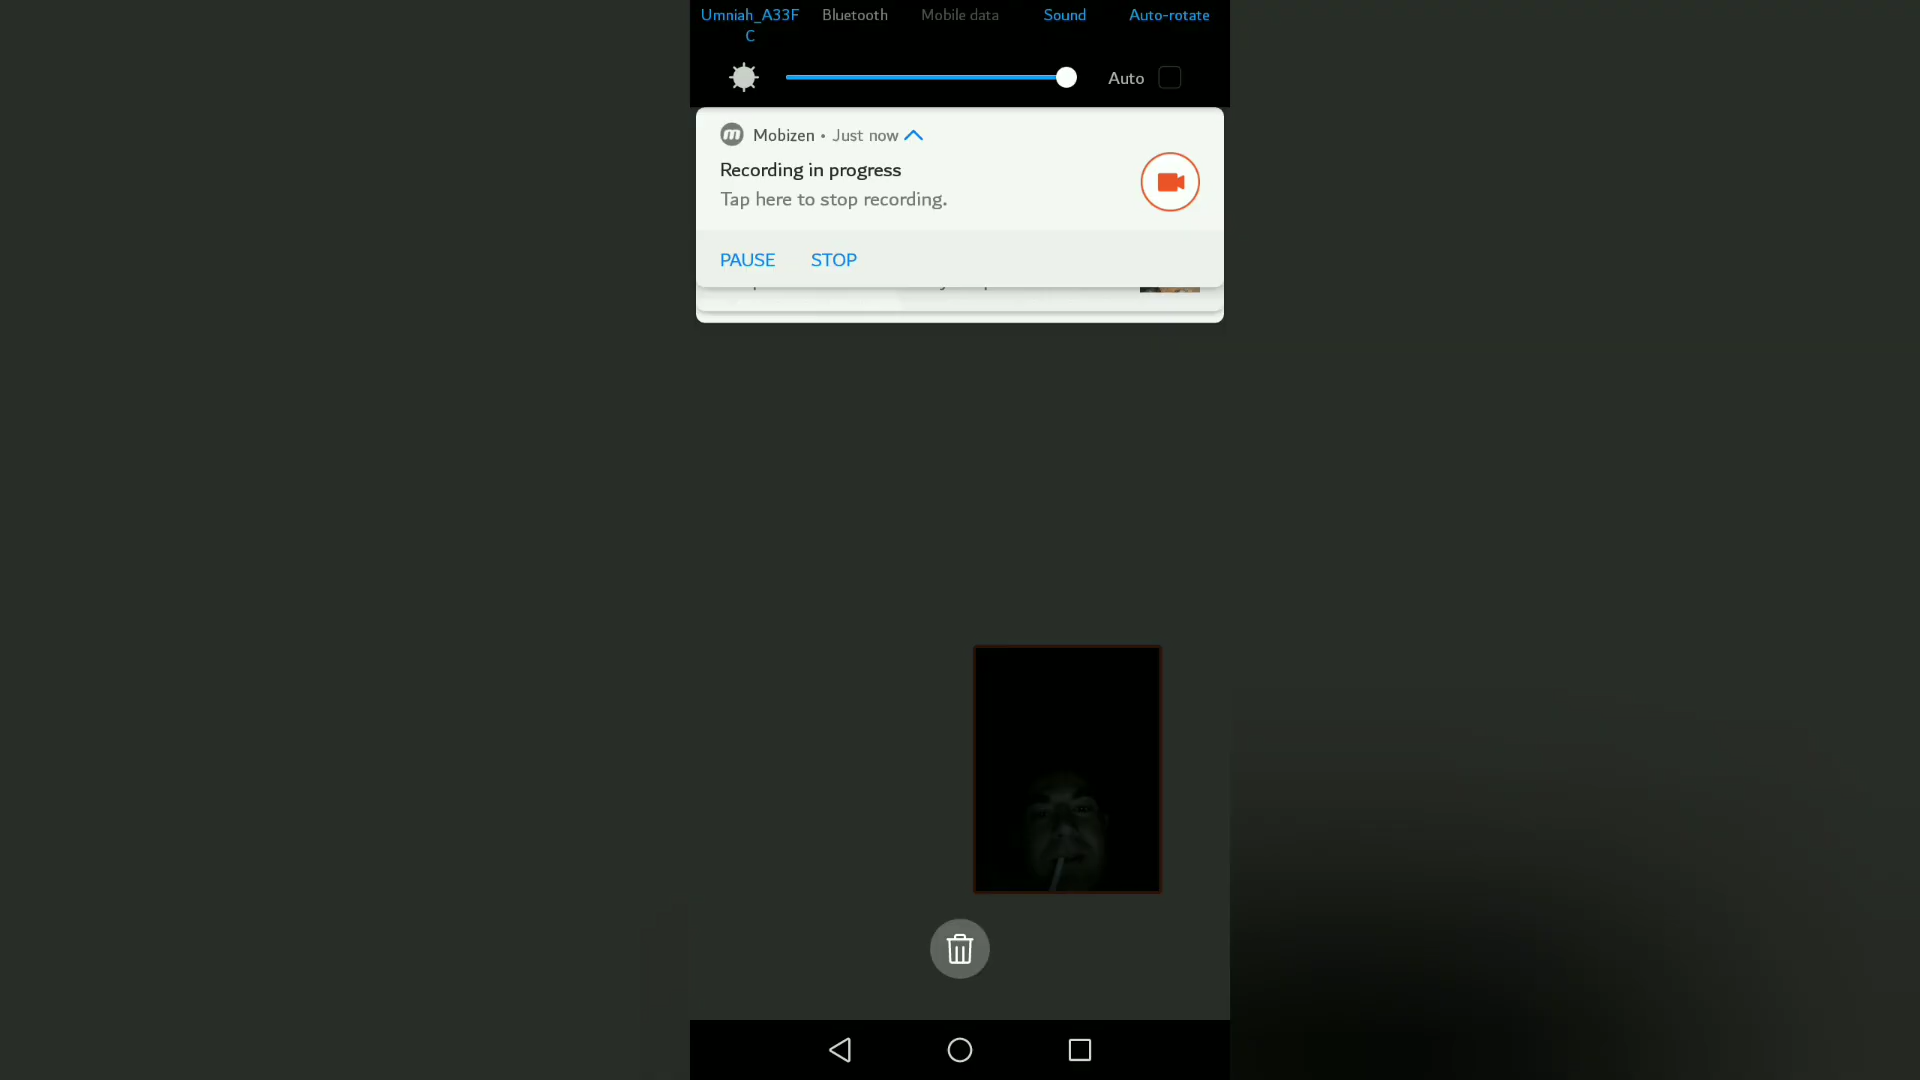 Umniah_A33F
C
Bluetooth
Mobile data
Sound
Auto-rotate
Auto
Mobizen • Just now
Recording in progress
Tap here to stop recording.
PAUSE STOP